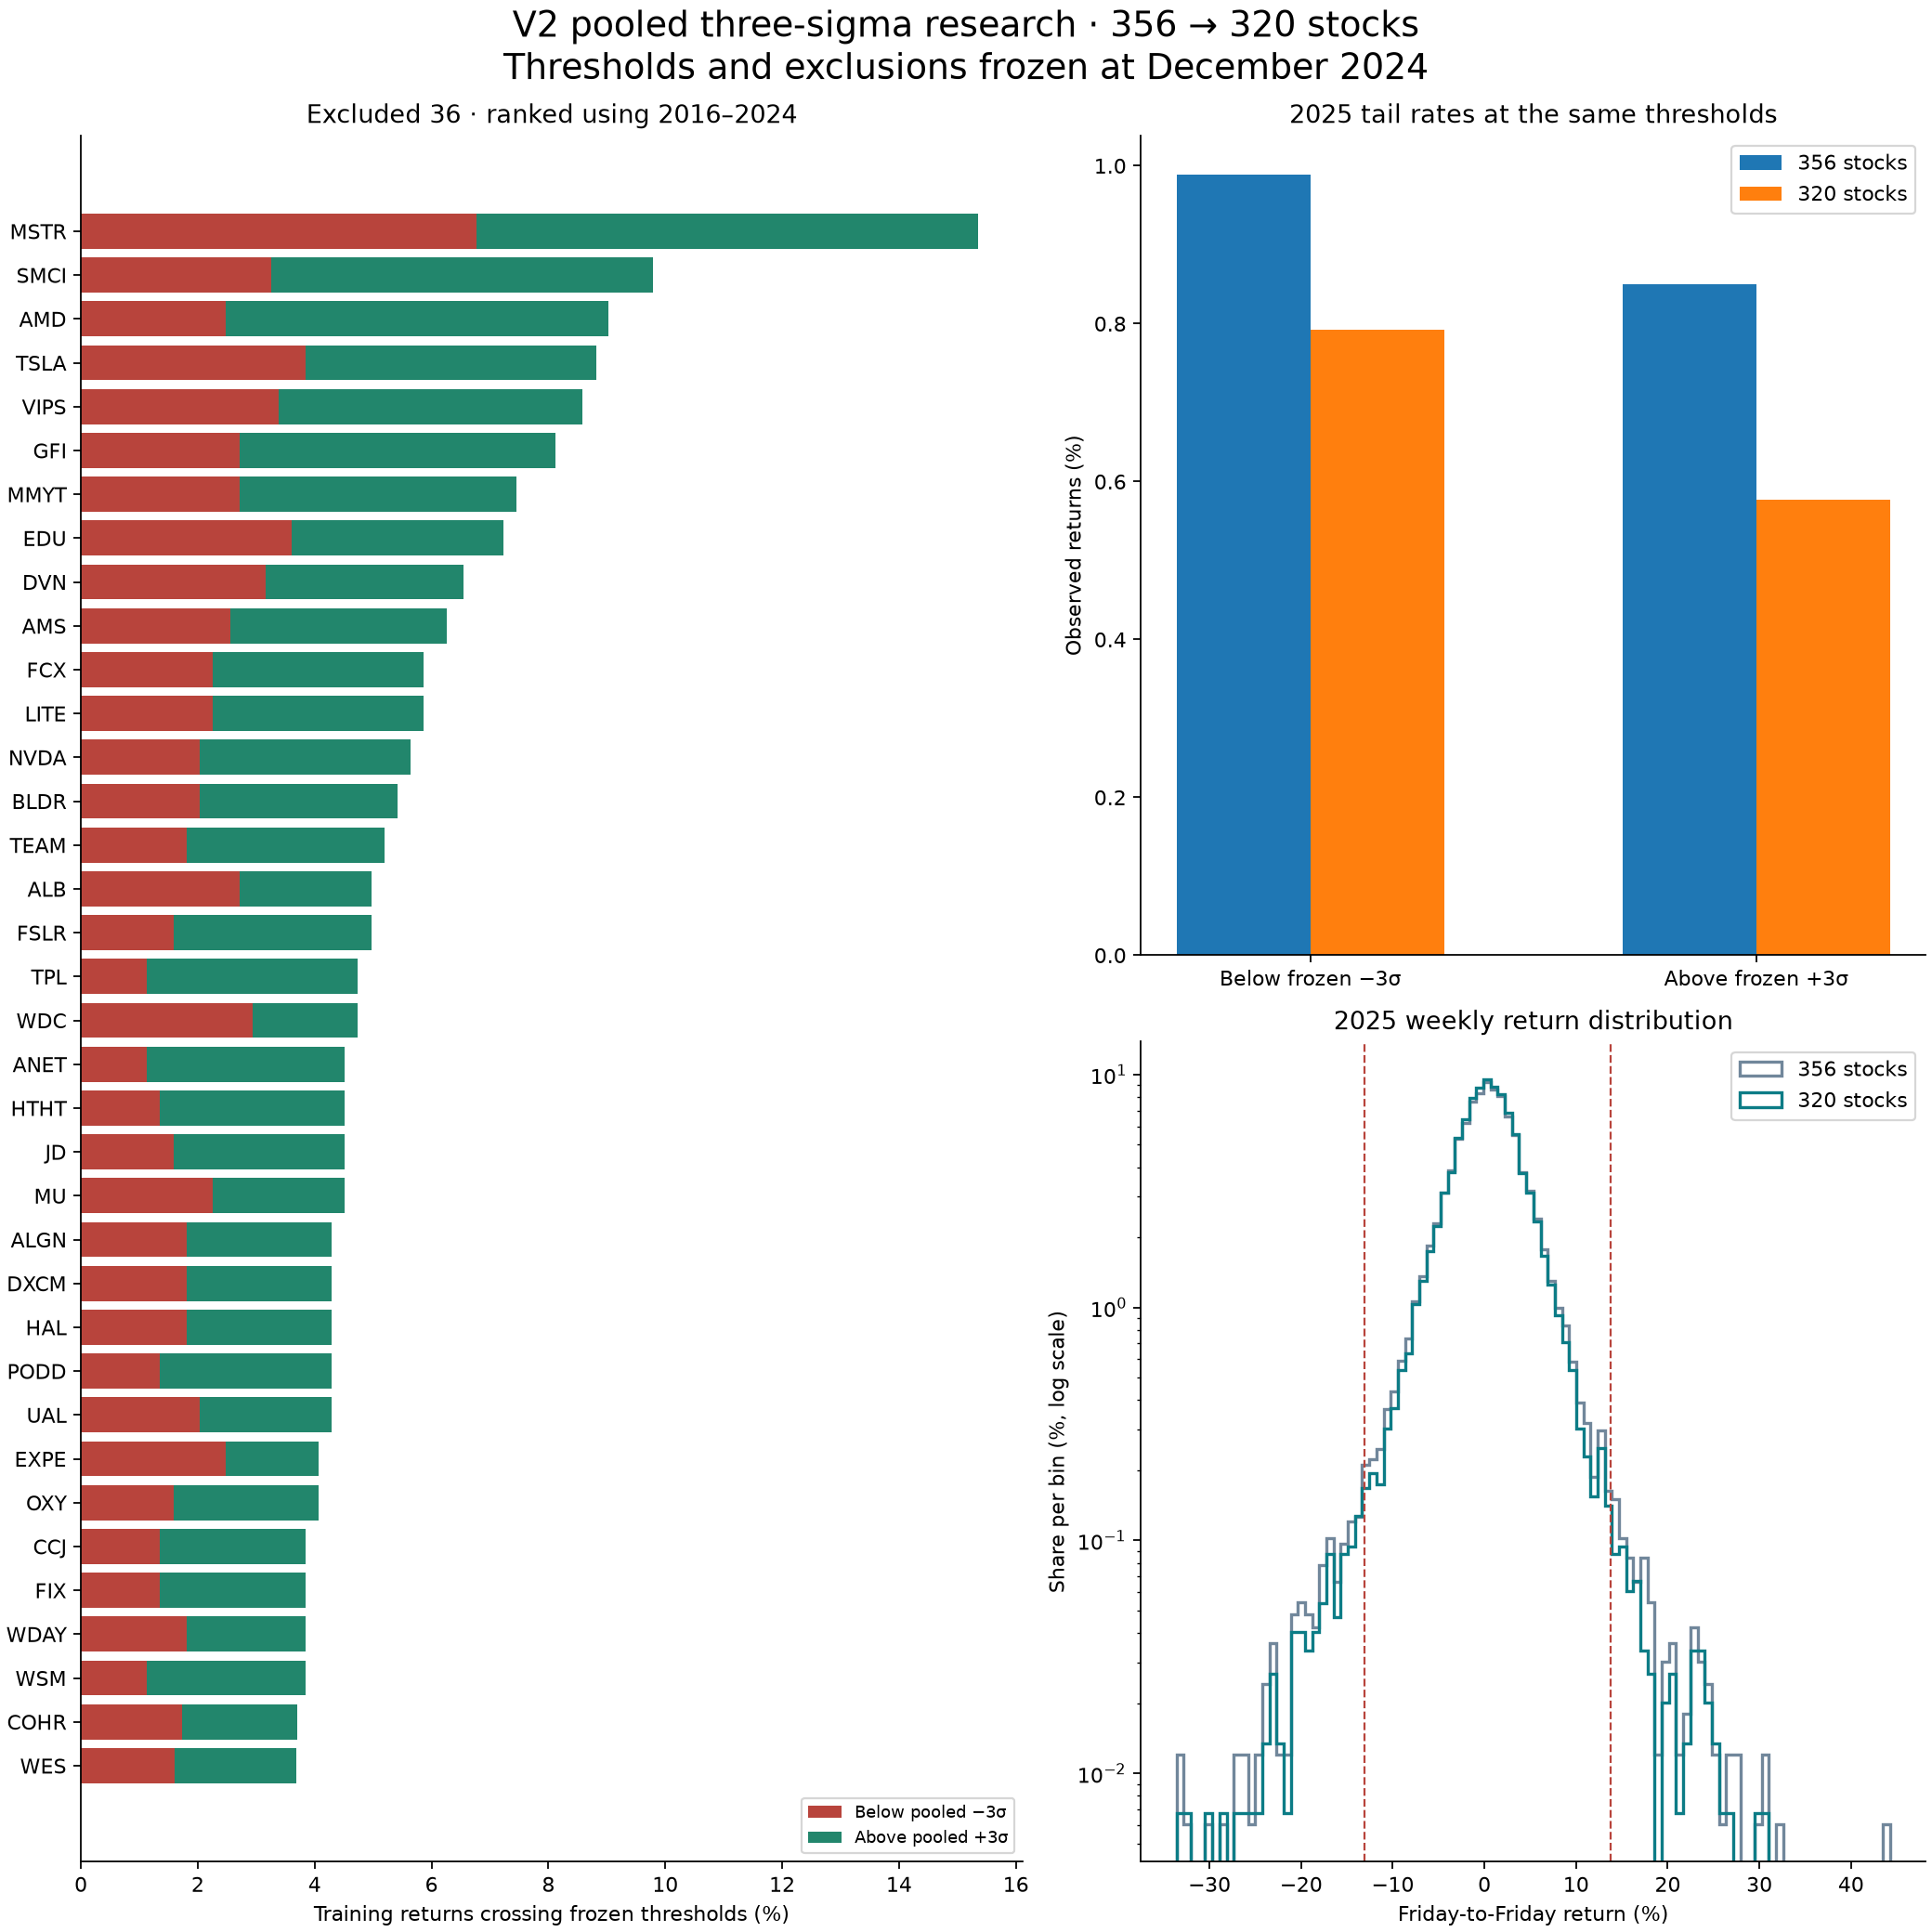 V2 pooled three-sigma research · 356 → 320 stocks
Thresholds and exclusions frozen at December 2024
Excluded 36 · ranked using 2016–2024
MSTR
SMCI
AMD
TSLA
VIPS
GFI
MMYT
EDU
DVN
AMS
FCX
LITE
NVDA
BLDR
TEAM
ALB
FSLR
TPL
WDC
ANET
HTHT
JD
MU
ALGN
DXCM
HAL
PODD
UAL
EXPE
OXY
CCJ
FIX
WDAY
WSM
COHR
WES
Below pooled −3σ
Above pooled +3σ
0 2 4 6 8 10 12 14 16
Training returns crossing frozen thresholds (%)
2025 tail rates at the same thresholds
356 stocks
320 stocks
1.0
0.8
0.6
0.4
0.2
0.0
Observed returns (%)
Below frozen −3σ Above frozen +3σ
2025 weekly return distribution
356 stocks
320 stocks
10¹
10⁰
10⁻¹
10⁻²
Share per bin (%, log scale)
−30 −20 −10 0 10 20 30 40
Friday-to-Friday return (%)